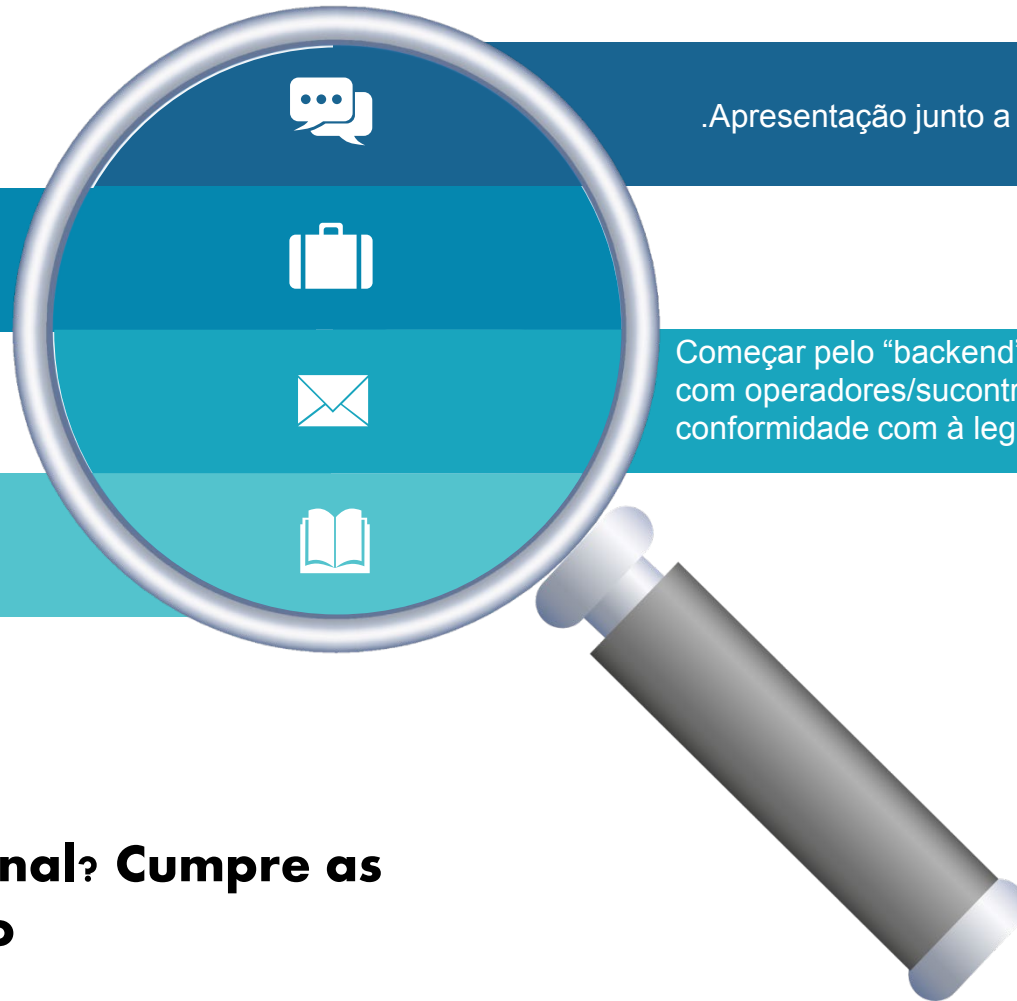 .Apresentação junto a
Começar pelo “backend”
com operadores/sucontr
conformidade com à leg
nal? Cumpre as
o